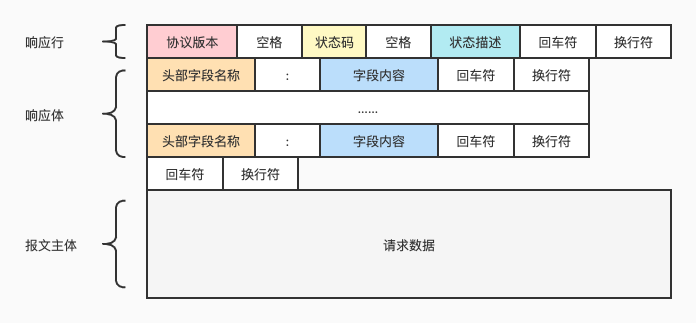 响应行 协议版本 空格 状态码 空格 状态描述 回车符 换行符
头部字段名称 : 字段内容 回车符 换行符
响应体 ......
头部字段名称 : 字段内容 回车符 换行符
回车符 换行符
报文主体 请求数据